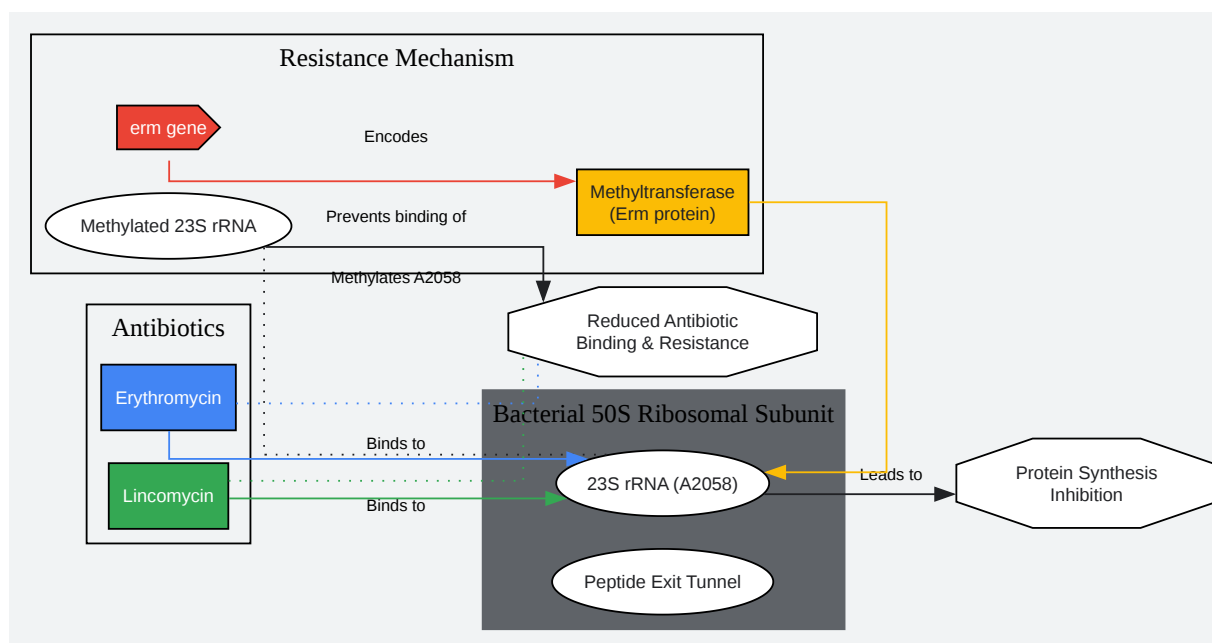 Resistance Mechanism
erm gene
Encodes
Methyltransferase
(Erm protein)
Methylated 23S rRNA
Prevents binding of
Methylates A2058
Antibiotics
Reduced Antibiotic
Binding & Resistance
Erythromycin
Bacterial 50S Ribosomal Subunit
Binds to
Lincomycin
23S rRNA (A2058)
Leads to
Protein Synthesis
Inhibition
Binds to
Peptide Exit Tunnel